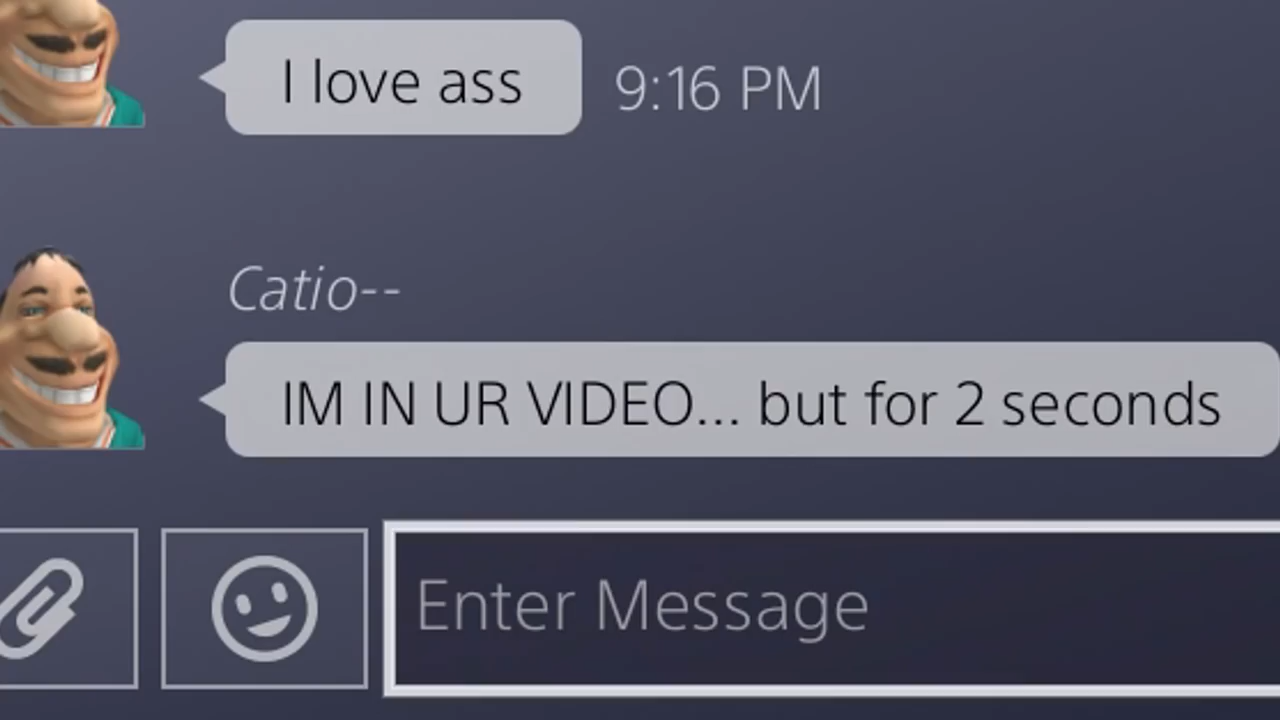 I love ass
9:16 PM
Catio--
IM IN UR VIDEO... but for 2 seconds
Enter Message